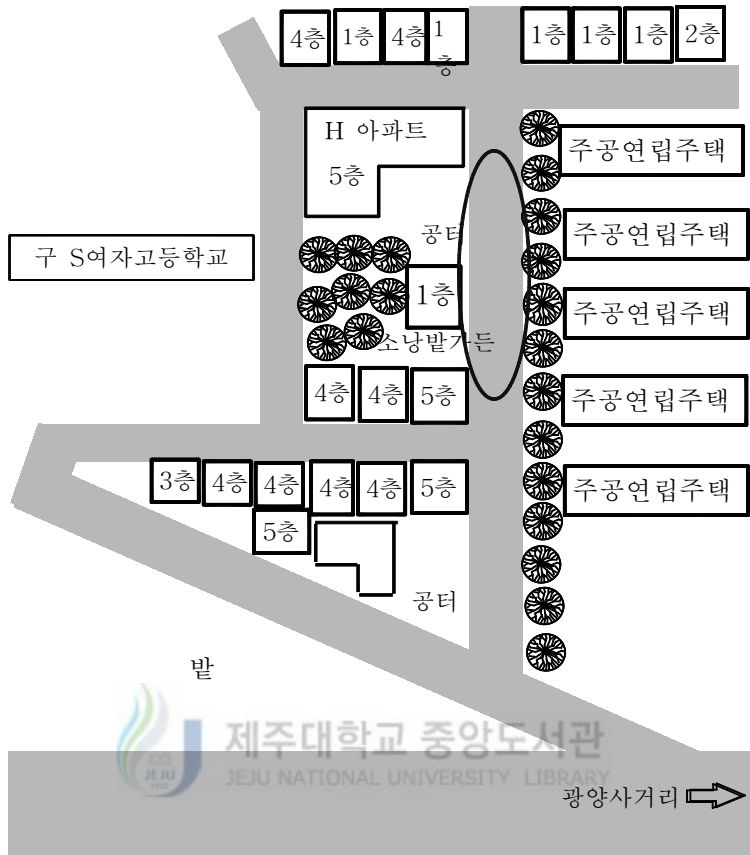 4층 1층 4층 1층 1층 1층 1층 2층
H 아파트
5층
주공연립주택
공터
주공연립주택
구 S여자고등학교
1층
주공연립주택
소낭밭가든
4층 4층 5층
주공연립주택
3층 4층 4층 4층 4층 5층
주공연립주택
5층
공터
밭
제주대학교 중앙도서관
JEJU NATIONAL UNIVERSITY LIBRARY
JEJU
1952
광양사거리